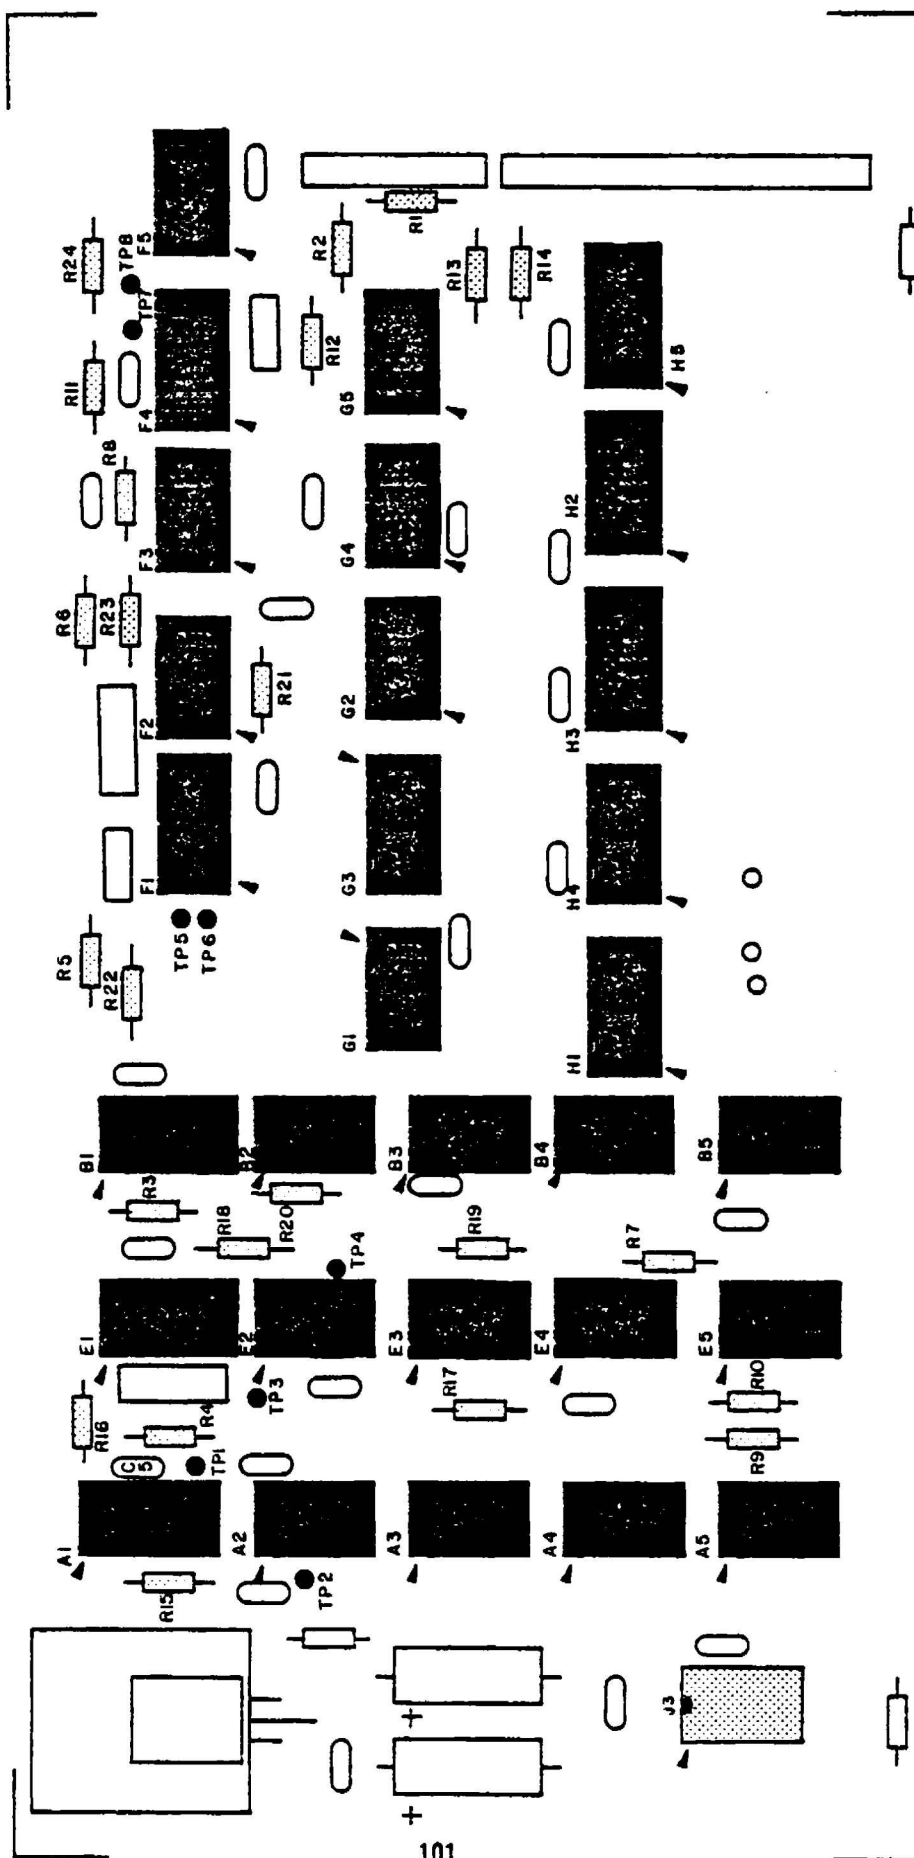 F5
R24
TP8
TP7
R2
R1
R13
R14
R11
F4
R12
G5
H5
R8
F3
G4
H2
R6
R23
F2
R21
G2
H3
F1
G3
H4
R5
R22
TP5
TP6
G1
H1
B1
B2
B3
B4
B5
R3
R18
R20
TP4
R19
R7
E1
E2
E3
E4
E5
R16
R4
TP3
R17
R10
R9
C5
TP1
A1
A2
A3
A4
A5
R15
TP2
J3
+
+
101